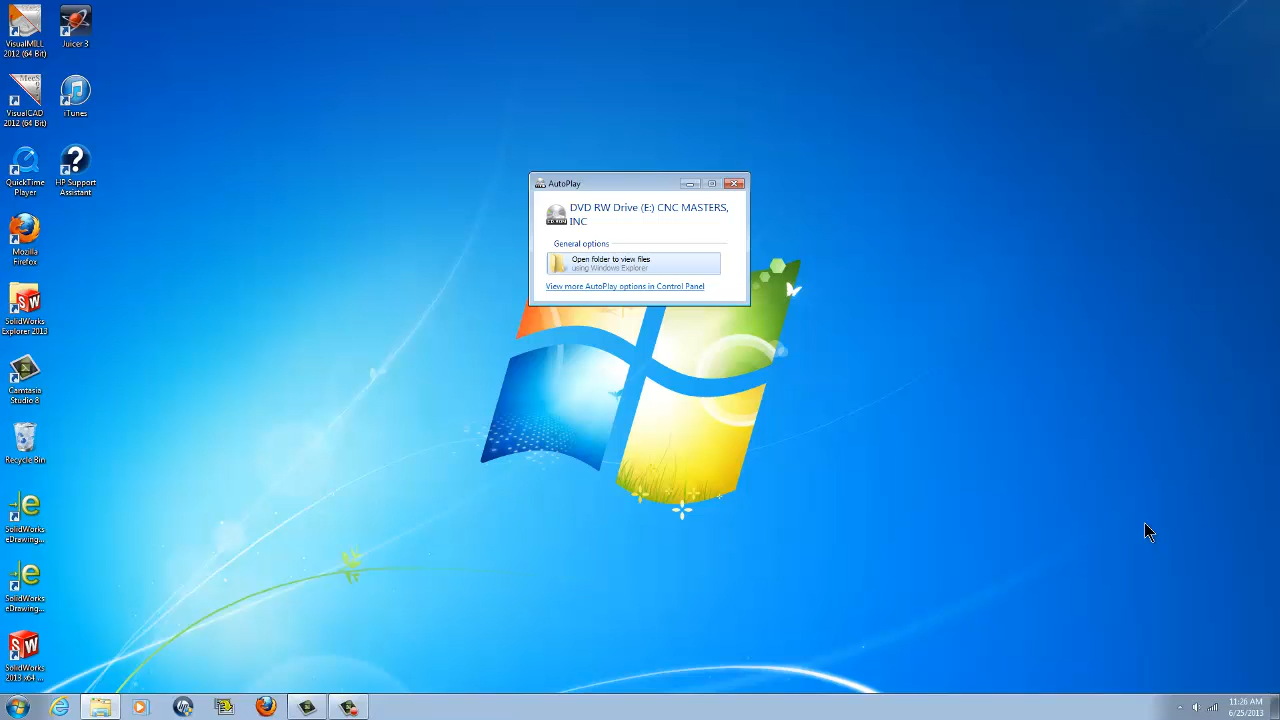 VisualMILL
2012 (64 Bit)
Juicer 3
MecS
VisualCAD
2012 (64 Bit)
iTunes
QuickTime
Player
HP Support
Assistant
Mozilla
Firefox
SolidWorks
Explorer 2013
Camtasia
Studio 8
Recycle Bin
SolidWorks
eDrawing...
SolidWorks
eDrawing...
SolidWorks
2013 x64 ...
AutoPlay
DVD RW Drive (E:) CNC MASTERS,
INC
General options
Open folder to view files
using Windows Explorer
View more AutoPlay options in Control Panel
11:26 AM
6/25/2013